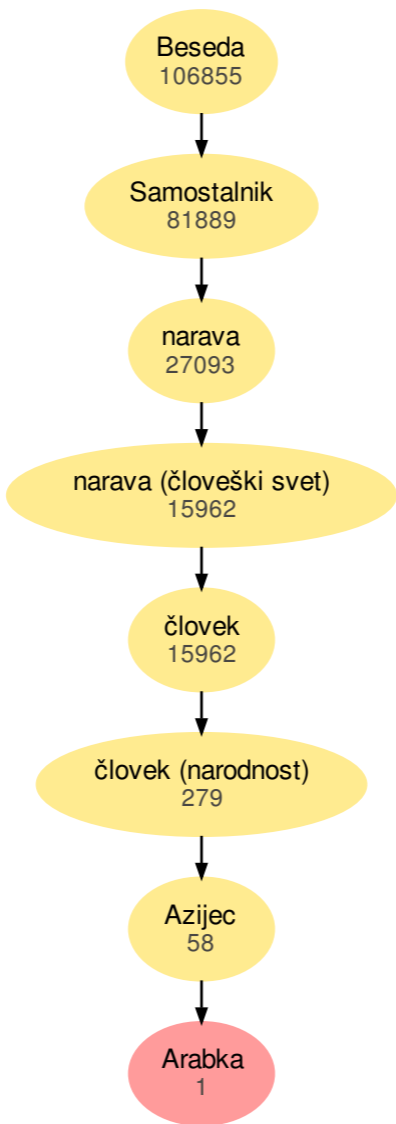 Beseda
106855
Samostalnik
81889
narava
27093
narava (človeški svet)
15962
človek
15962
človek (narodnost)
279
Azijec
58
Arabka
1